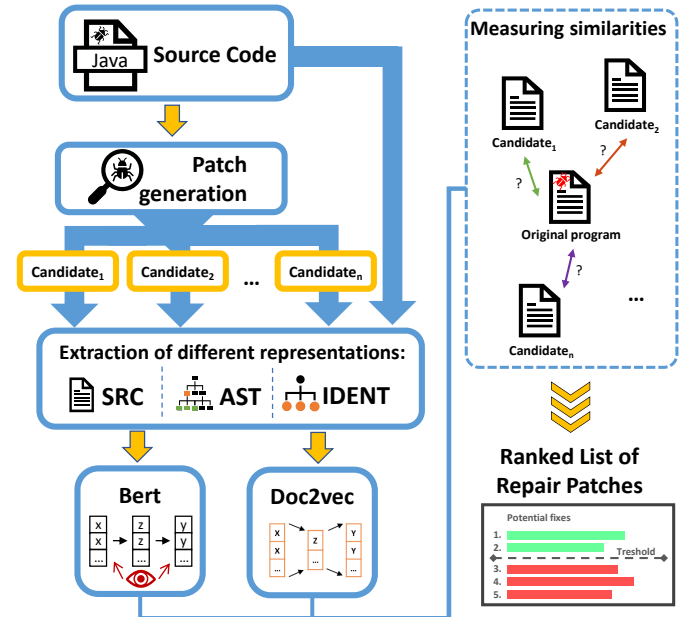 Java
Source Code
Patch
generation
Candidate1
Candidate2
...
Candidaten
Extraction of different representations:
SRC
AST
IDENT
Bert
x
x
...
z
z
...
y
y
...
Doc2vec
X
X
...
Z
...
Y
Y
...
Measuring similarities
Candidate1
Candidate2
?
?
Original program
?
Candidaten
...
Ranked List of
Repair Patches
Potential fixes
1.
2.
Treshold
3.
4.
5.